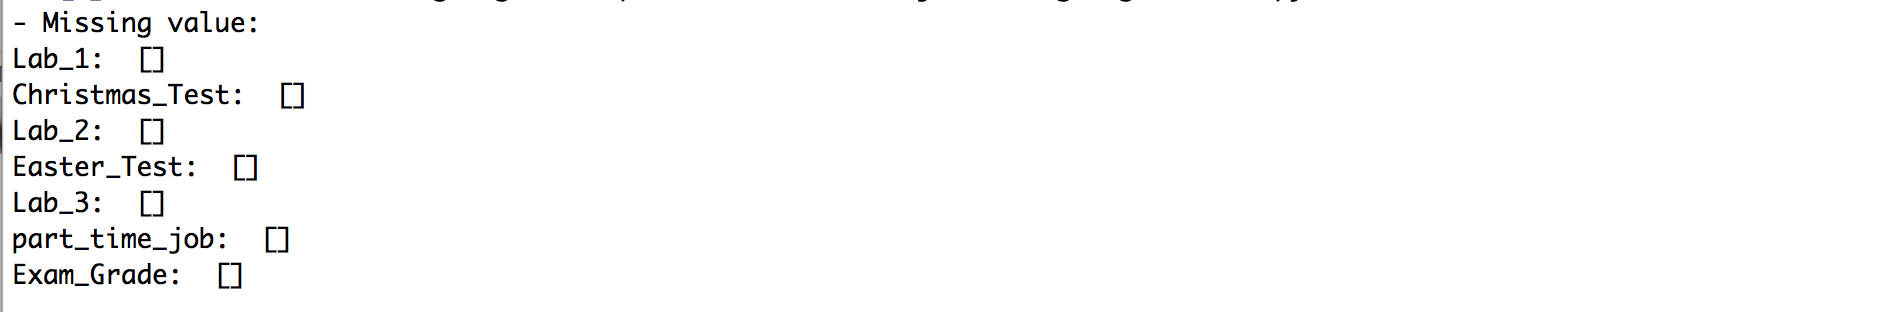 - Missing value:
Lab_1:  []
Christmas_Test:  []
Lab_2:  []
Easter_Test:  []
Lab_3:  []
part_time_job:  []
Exam_Grade:  []